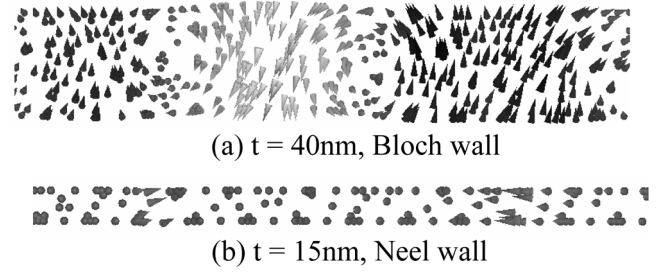 (a) t = 40nm, Bloch wall
(b) t = 15nm, Neel wall